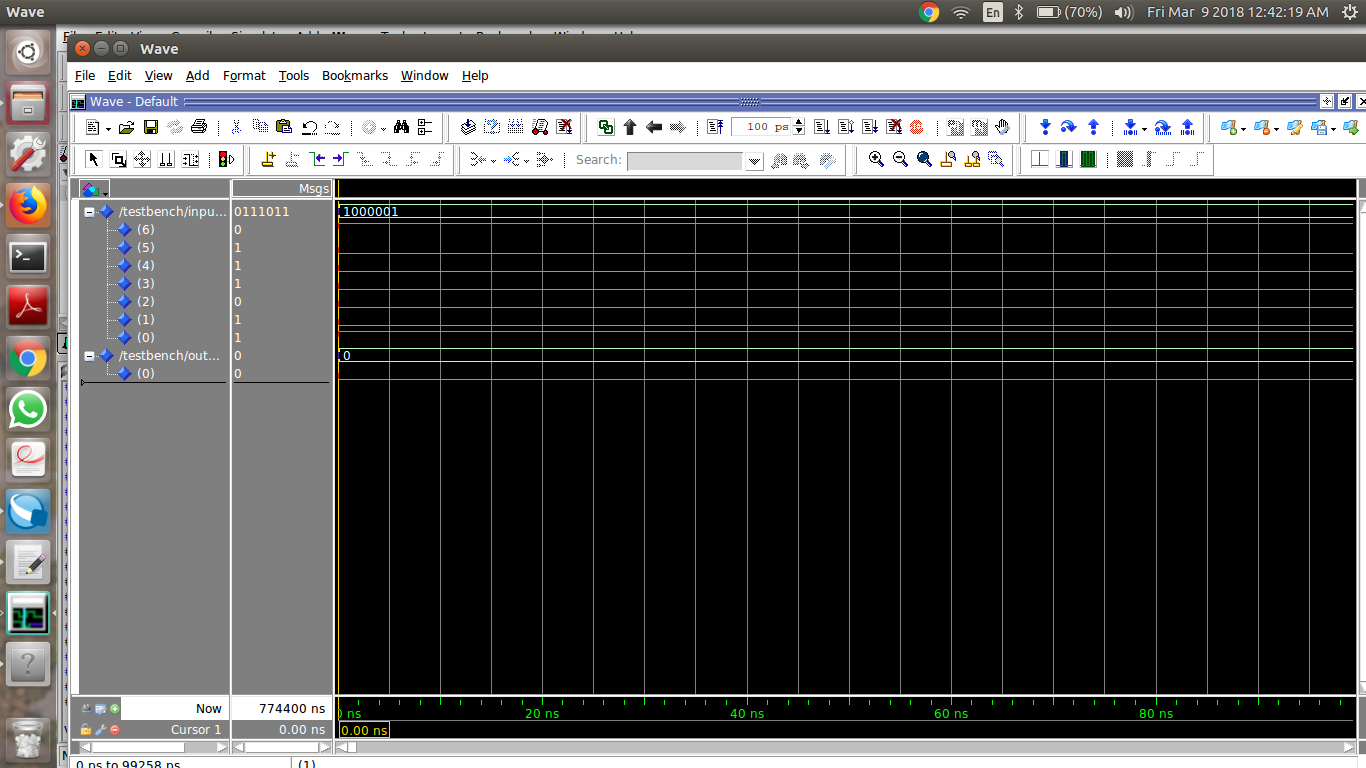 Wave
En
(70%)
Fri Mar 9 2018 12:42:19 AM
Wave
File Edit View Add Format Tools Bookmarks Window Help
Wave - Default
100 ps
Search:
Msgs
/testbench/inpu... 0111011 1000001
(6) 0
(5) 1
(4) 1
(3) 1
(2) 0
(1) 1
(0) 1
/testbench/out... 0 0
(0) 0
Now 774400 ns
ns 20 ns 40 ns 60 ns 80 ns
Cursor 1 0.00 ns 0.00 ns
0 ps to 99258 ps (1)